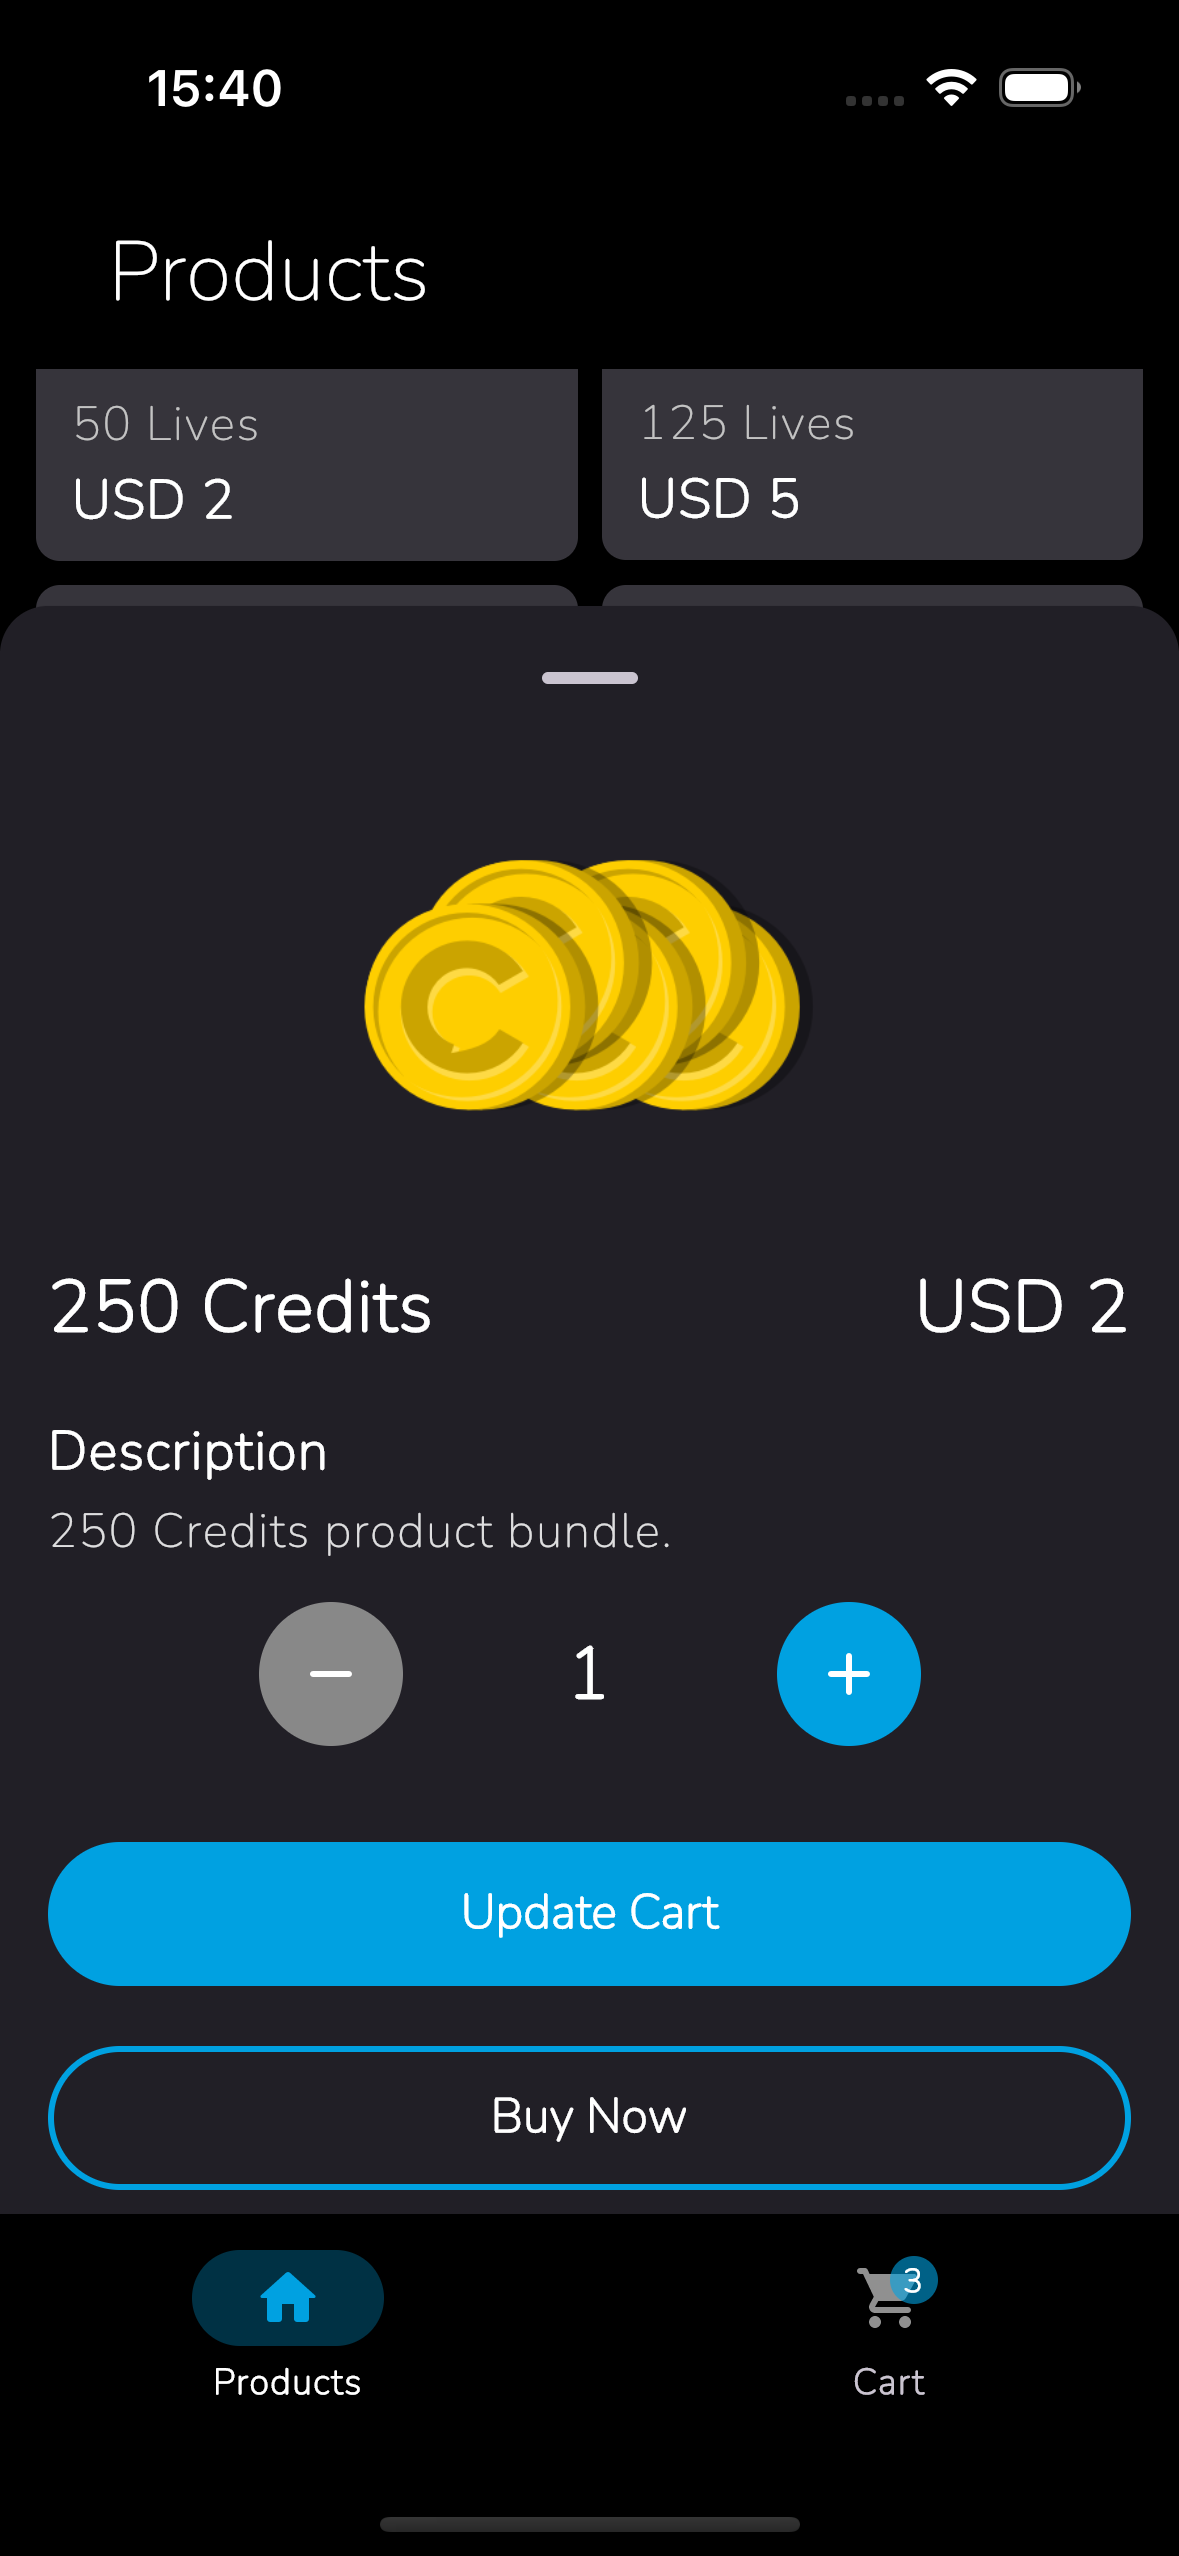 15:40
Products
50 Lives
125 Lives
USD 2
USD 5
250 Credits
USD 2
Description
250 Credits product bundle.
1
Update Cart
Buy Now
3
Products
Cart